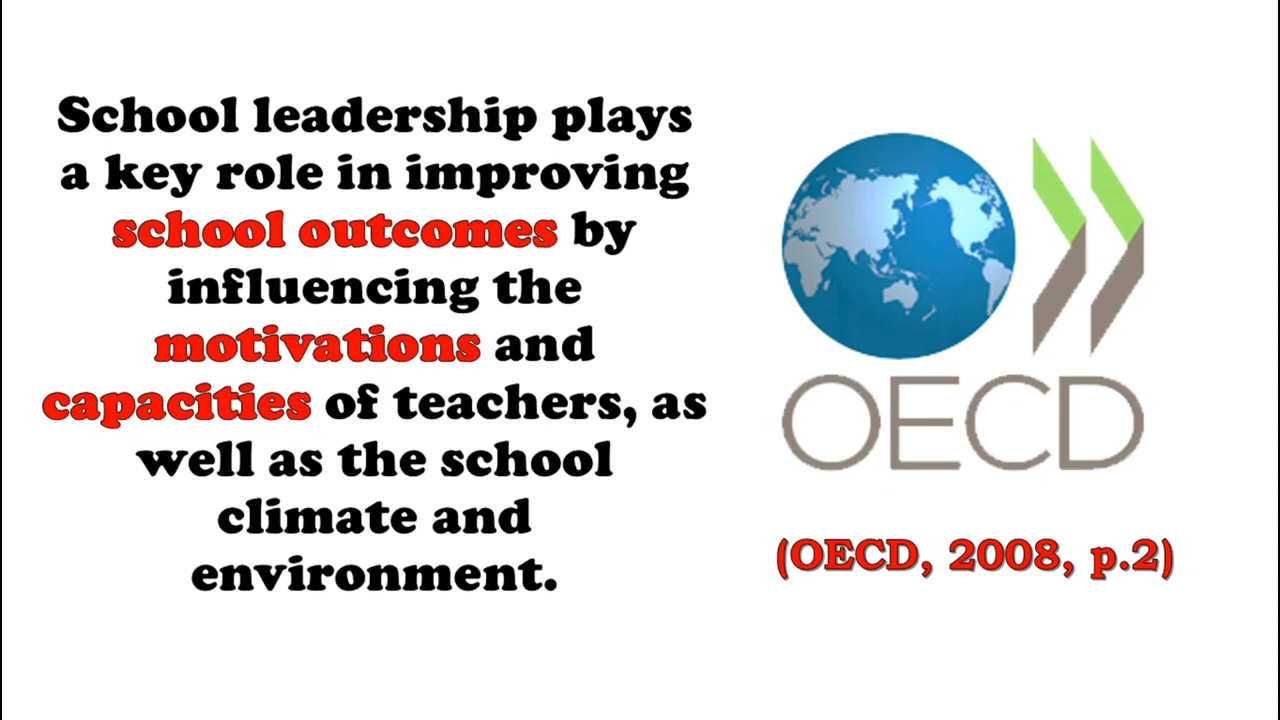 School leadership plays
a key role in improving
school outcomes by
influencing the
motivations and
capacities of teachers, as
well as the school
climate and
environment.
OECD
(OECD, 2008, p.2)